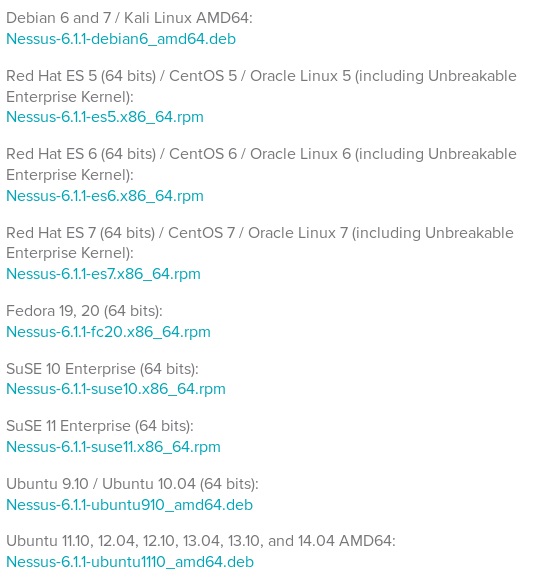 Debian 6 and 7 / Kali Linux AMD64:
Nessus-6.1.1-debian6_amd64.deb
Red Hat ES 5 (64 bits) / CentOS 5 / Oracle Linux 5 (including Unbreakable
Enterprise Kernel):
Nessus-6.1.1-es5.x86_64.rpm
Red Hat ES 6 (64 bits) / CentOS 6 / Oracle Linux 6 (including Unbreakable
Enterprise Kernel):
Nessus-6.1.1-es6.x86_64.rpm
Red Hat ES 7 (64 bits) / CentOS 7 / Oracle Linux 7 (including Unbreakable
Enterprise Kernel):
Nessus-6.1.1-es7.x86_64.rpm
Fedora 19, 20 (64 bits):
Nessus-6.1.1-fc20.x86_64.rpm
SuSE 10 Enterprise (64 bits):
Nessus-6.1.1-suse10.x86_64.rpm
SuSE 11 Enterprise (64 bits):
Nessus-6.1.1-suse11.x86_64.rpm
Ubuntu 9.10 / Ubuntu 10.04 (64 bits):
Nessus-6.1.1-ubuntu910_amd64.deb
Ubuntu 11.10, 12.04, 12.10, 13.04, 13.10, and 14.04 AMD64:
Nessus-6.1.1-ubuntu1110_amd64.deb